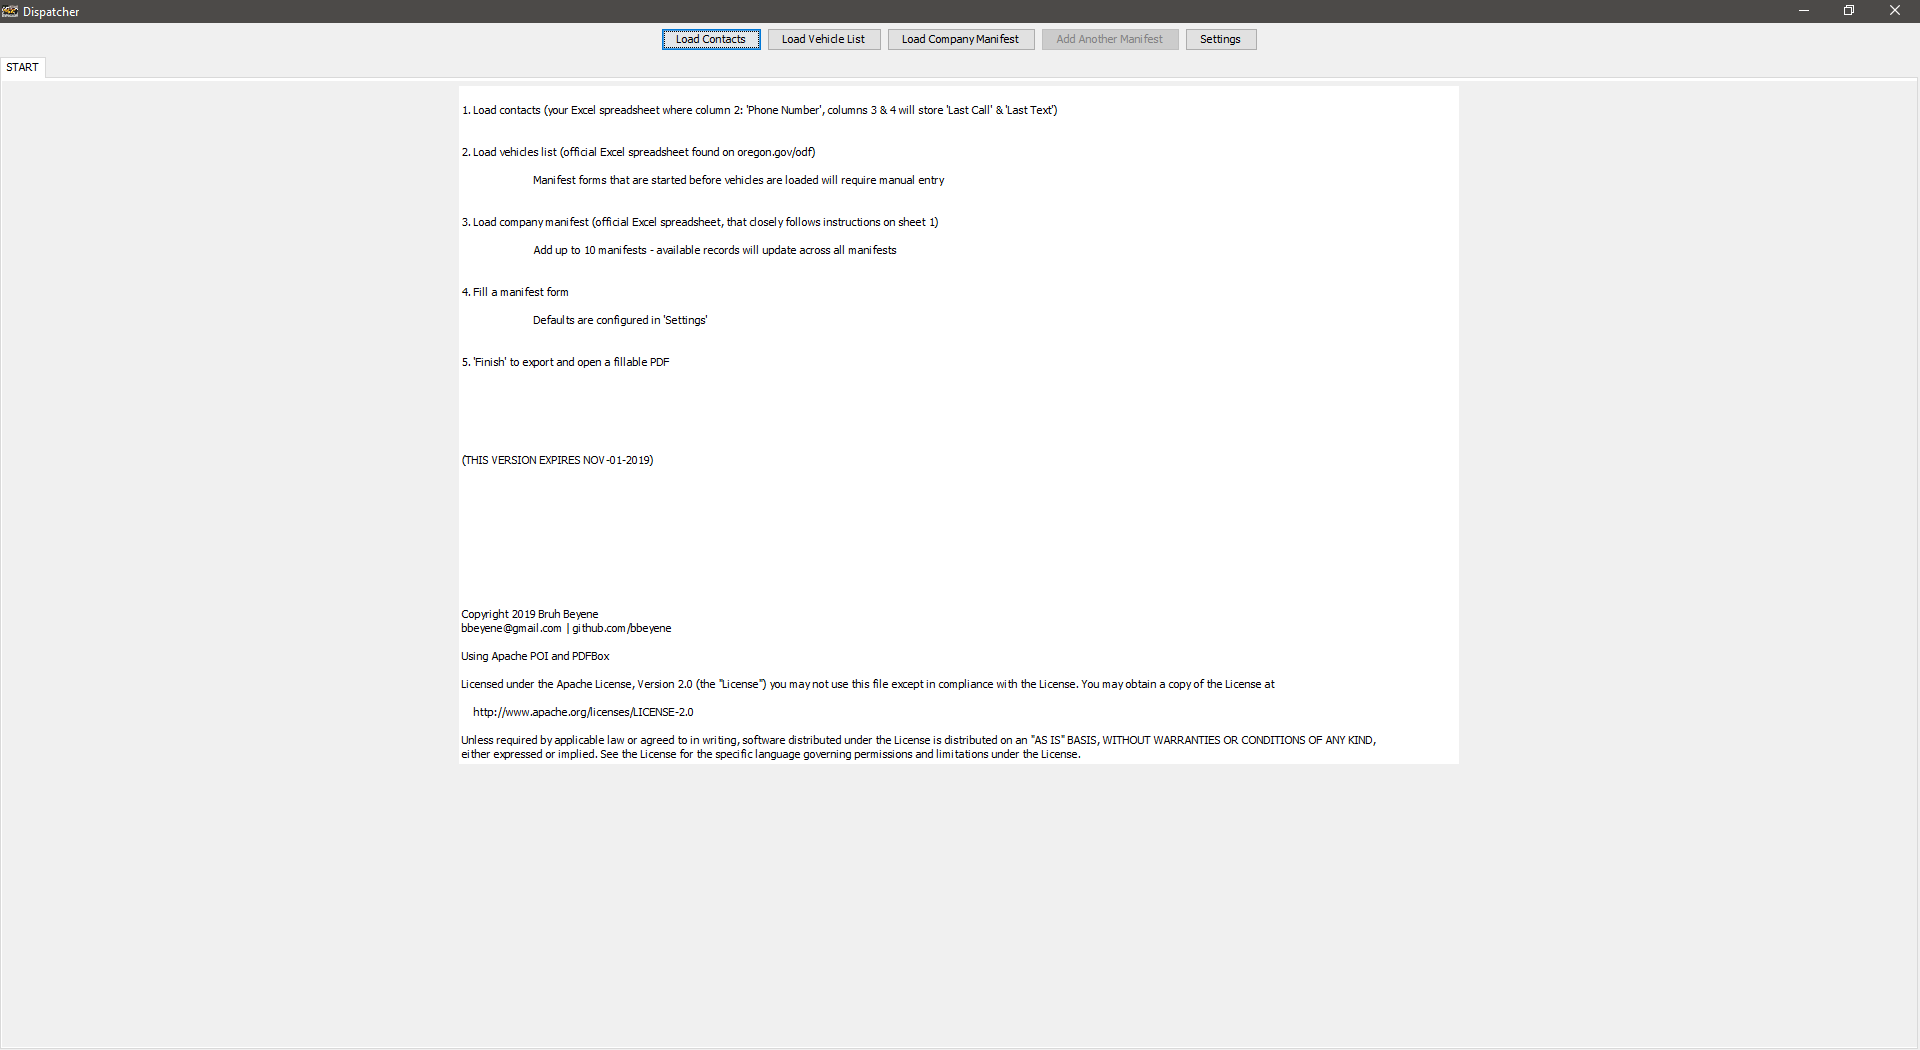 Dispatcher
Load Contacts Load Vehicle List Load Company Manifest Add Another Manifest Settings
START
1. Load contacts (your Excel spreadsheet where column 2: 'Phone Number', columns 3 & 4 will store 'Last Call' & 'Last Text')
2. Load vehicles list (official Excel spreadsheet found on oregon.gov/odf)
Manifest forms that are started before vehicles are loaded will require manual entry
3. Load company manifest (official Excel spreadsheet, that closely follows instructions on sheet 1)
Add up to 10 manifests - available records will update across all manifests
4. Fill a manifest form
Defaults are configured in 'Settings'
5. 'Finish' to export and open a fillable PDF
(THIS VERSION EXPIRES NOV-01-2019)
Copyright 2019 Bruh Beyene
bbeyene@gmail.com | github.com/bbeyene
Using Apache POI and PDFBox
Licensed under the Apache License, Version 2.0 (the "License") you may not use this file except in compliance with the License. You may obtain a copy of the License at
http://www.apache.org/licenses/LICENSE-2.0
Unless required by applicable law or agreed to in writing, software distributed under the License is distributed on an "AS IS" BASIS, WITHOUT WARRANTIES OR CONDITIONS OF ANY KIND,
either expressed or implied. See the License for the specific language governing permissions and limitations under the License.